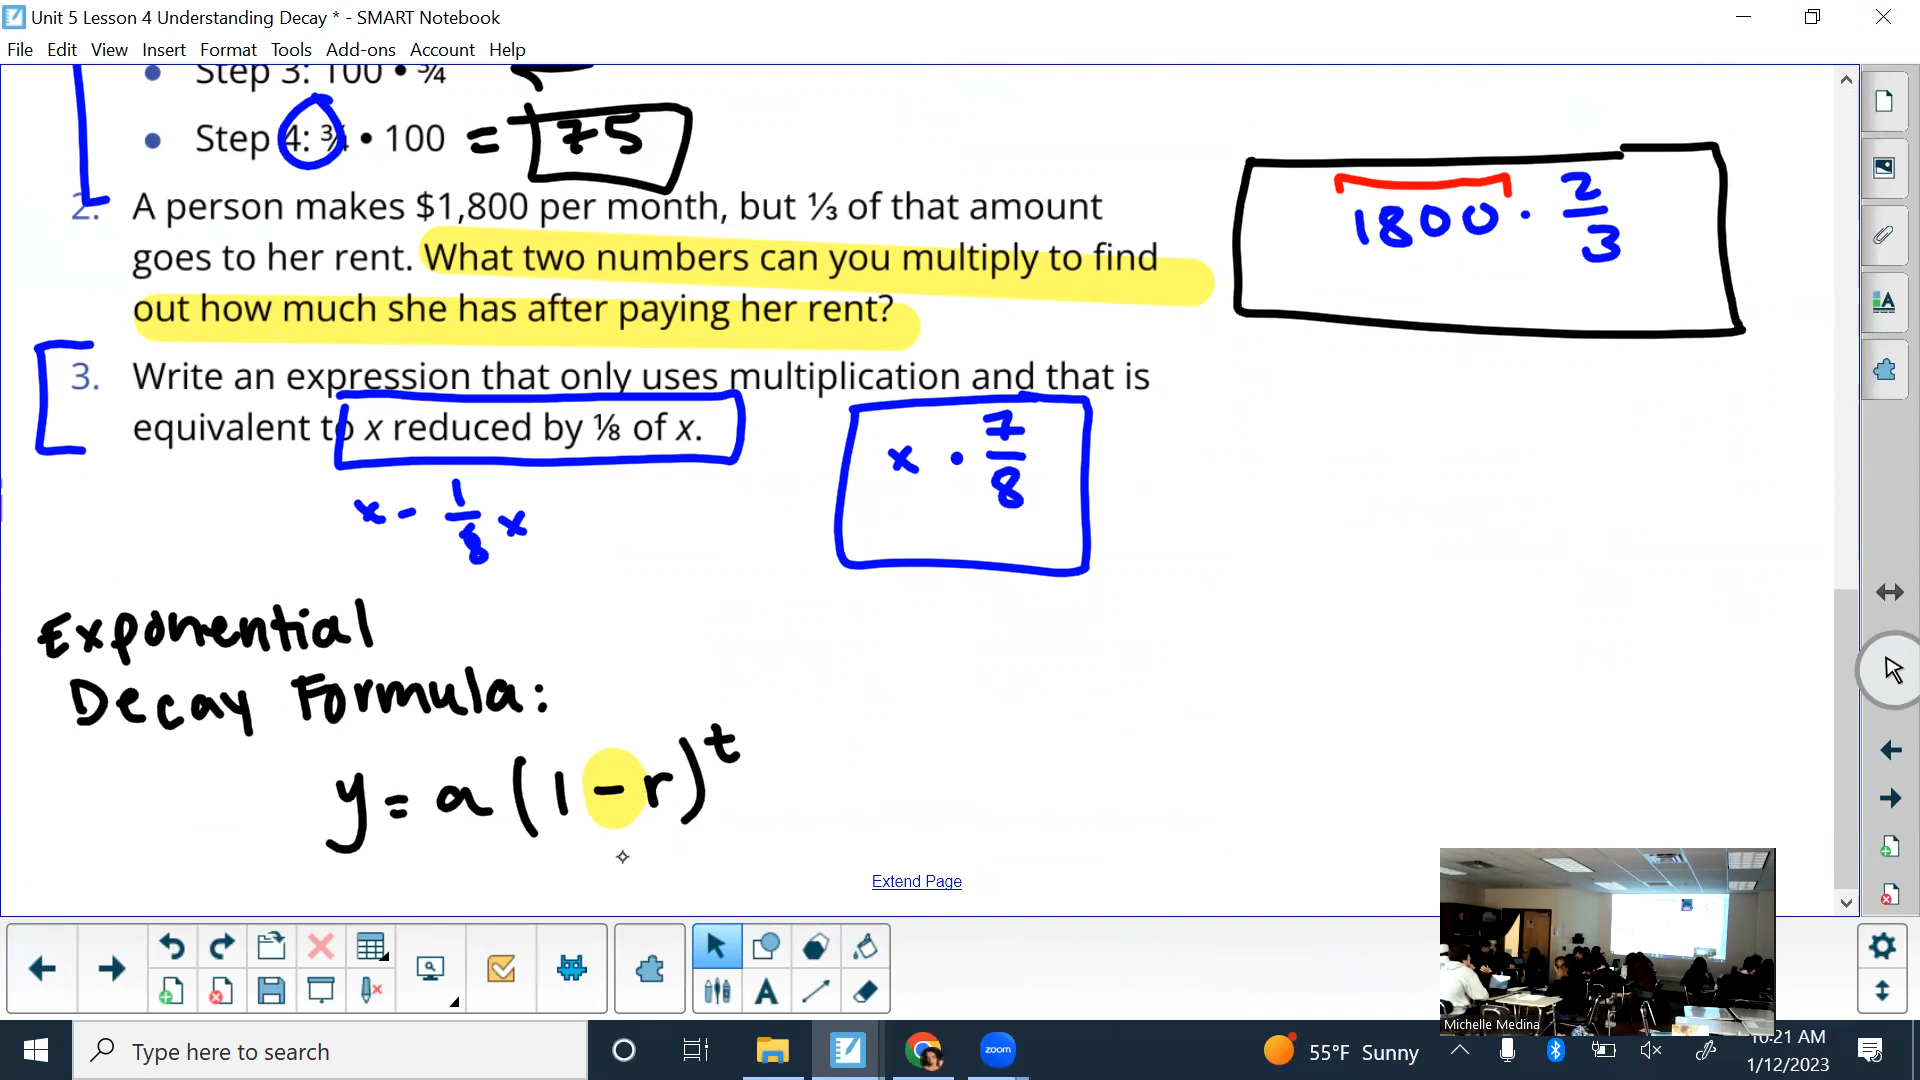 Unit 5 Lesson 4 Understanding Decay * - SMART Notebook
File Edit View Insert Format Tools Add-ons Account Help
Step 3: 100 • ¾
Step 4: ¾ • 100 = 75
2. A person makes $1,800 per month, but ⅓ of that amount
goes to her rent. What two numbers can you multiply to find
out how much she has after paying her rent?
1800 · 2/3
3. Write an expression that only uses multiplication and that is
equivalent to x reduced by ⅛ of x.
x · 7/8
x - 1/8 x
Exponential
Decay Formula:
y = a (1 - r)^t
Extend Page
Michelle Medina
Type here to search
zoom
55°F Sunny
10:21 AM
1/12/2023